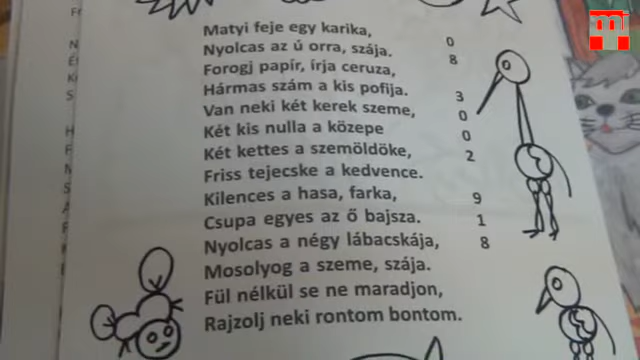 Matyi feje egy karika, 0
Nyolcas az ú orra, szája. 8
Forogj papír, írja ceruza,
Hármas szám a kis pofija. 3
Van neki két kerek szeme, 0
Két kis nulla a közepe 0
Két kettes a szemöldöke, 2
Friss tejecske a kedvence.
Kilences a hasa, farka, 9
Csupa egyes az ő bajsza. 1
Nyolcas a négy lábacskája, 8
Mosolyog a szeme, szája.
Fül nélkül se ne maradjon,
Rajzolj neki rontom bontom.
mi